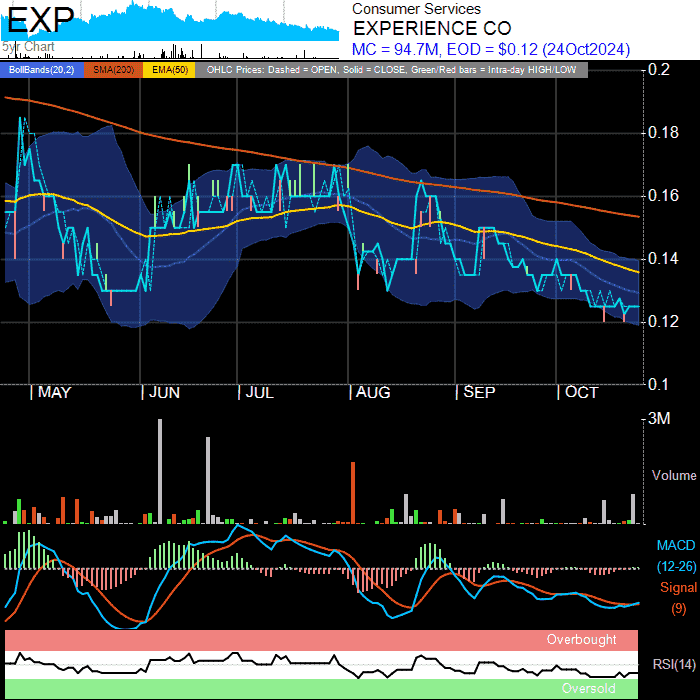 EXP
5yr Chart
Consumer Services
EXPERIENCE CO
MC = 94.7M, EOD = $0.12 (24Oct2024)
BollBands(20,2) SMA(200) EMA(50) OHLC Prices: Dashed = OPEN, Solid = CLOSE, Green/Red bars = Intra-day HIGH/LOW
0.2
0.18
0.16
0.14
0.12
0.1
MAY JUN JUL AUG SEP OCT
3M
Volume
MACD
(12-26)
Signal
(9)
Overbought
RSI(14)
Oversold